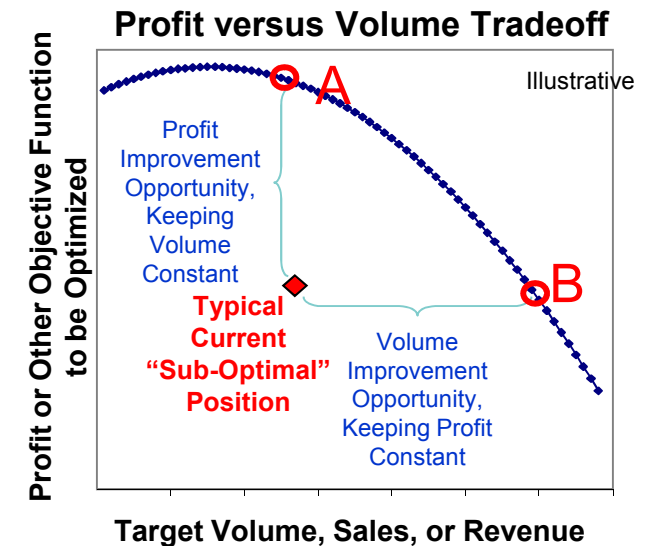 Profit versus Volume Tradeoff
Illustrative
A
Profit
Improvement
Opportunity,
Keeping
Volume
Constant
B
Typical
Current
“Sub-Optimal”
Position
Volume
Improvement
Opportunity,
Keeping Profit
Constant
Profit or Other Objective Function
to be Optimized
Target Volume, Sales, or Revenue